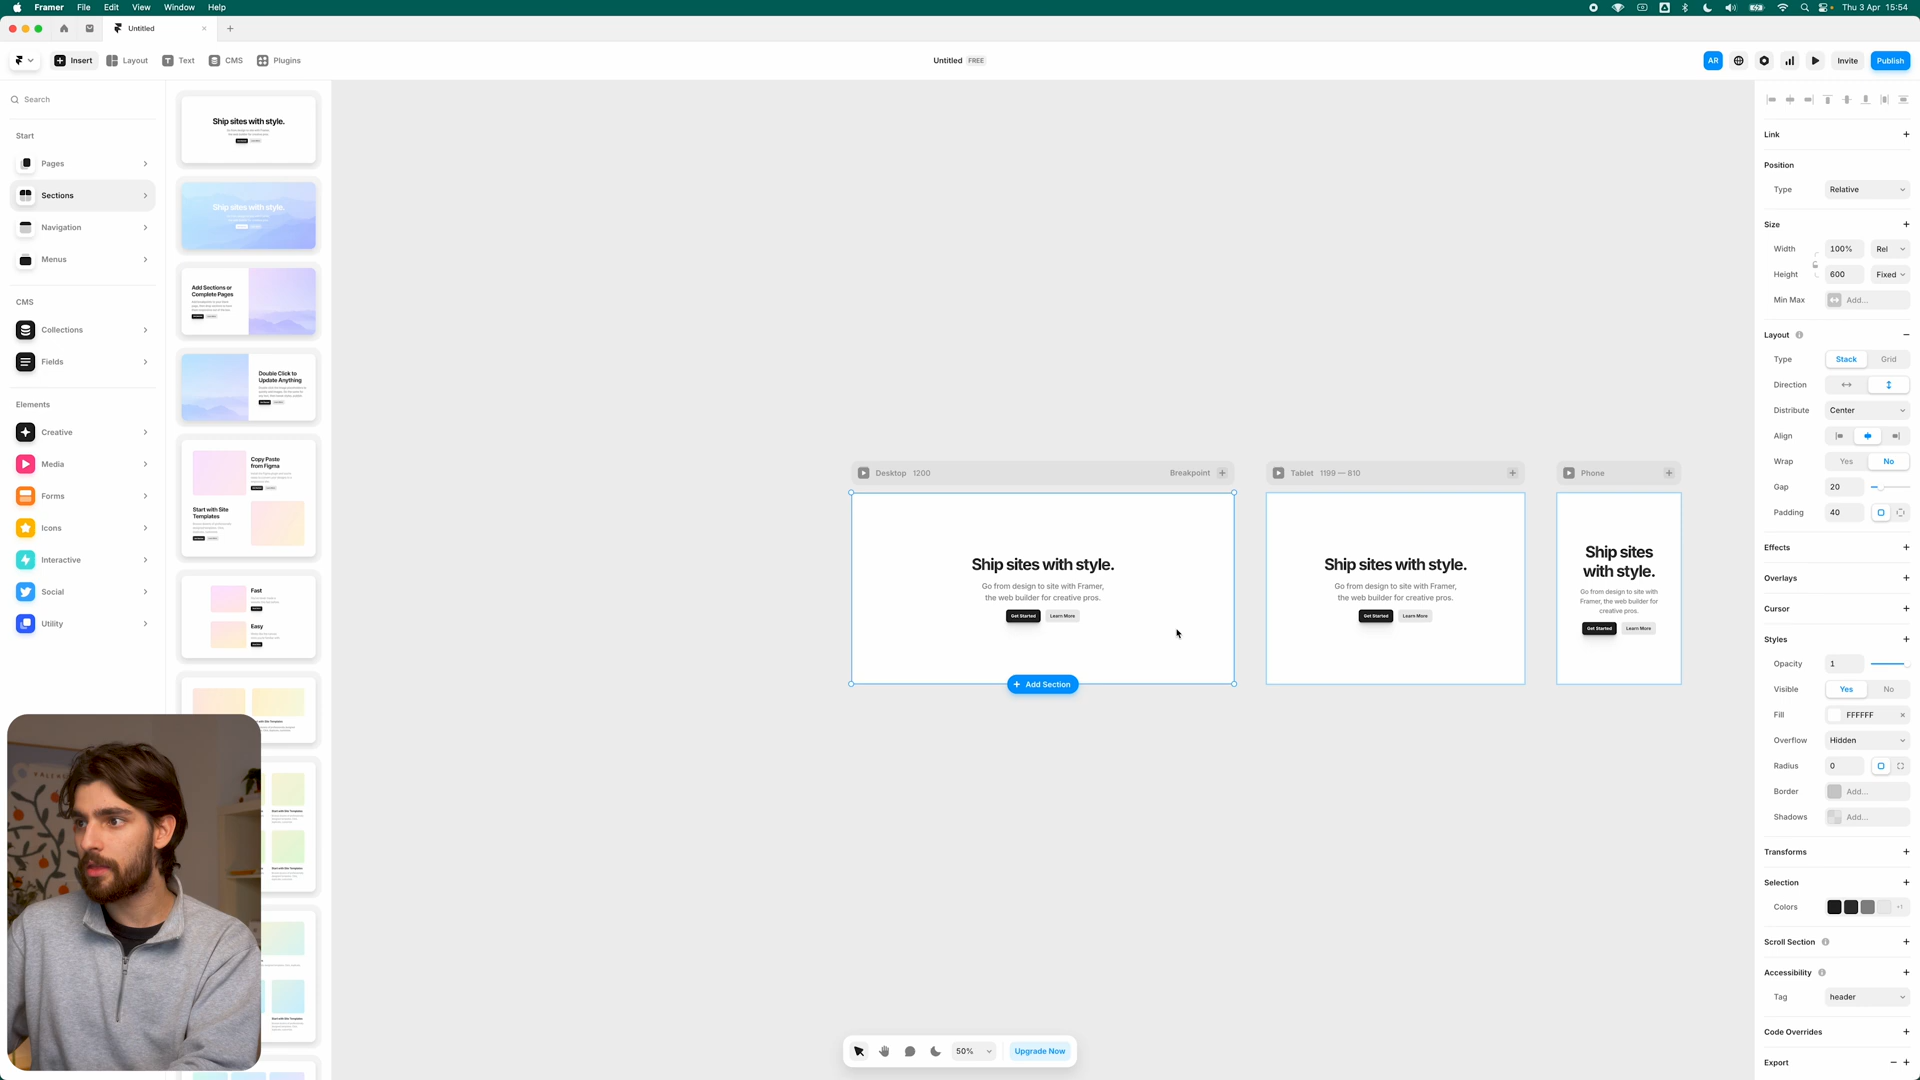 Framer File Edit View Window Help
Thu 3 Apr 15:54
Untitled
Insert Layout Text CMS Plugins
Untitled FREE
AR Invite Publish
Search
Start
Pages
Sections
Navigation
Menus
CMS
Collections
Fields
Elements
Creative
Media
Forms
Icons
Interactive
Social
Utility
Ship sites with style.
Ship sites with style.
Add Sections or
Complete Pages
Double Click to
Update Anything
Copy Paste
from Figma
Start with Site
Templates
Fast
Easy
Desktop 1200 Breakpoint
Ship sites with style.
Go from design to site with Framer,
the web builder for creative pros.
Get Started Learn More
Add Section
Tablet 1199 — 810
Ship sites with style.
Go from design to site with Framer,
the web builder for creative pros.
Get Started Learn More
Phone
Ship sites
with style.
Go from design to site with
Framer, the web builder for
creative pros.
Get Started Learn More
50% Upgrade Now
Link
Position
Type Relative
Size
Width 100% Rel
Height 600 Fixed
Min Max Add...
Layout
Type Stack Grid
Direction
Distribute Center
Align
Wrap Yes No
Gap 20
Padding 40
Effects
Overlays
Cursor
Styles
Opacity 1
Visible Yes No
Fill FFFFFF
Overflow Hidden
Radius 0
Border Add...
Shadows Add...
Transforms
Selection
Colors +1
Scroll Section
Accessibility
Tag header
Code Overrides
Export